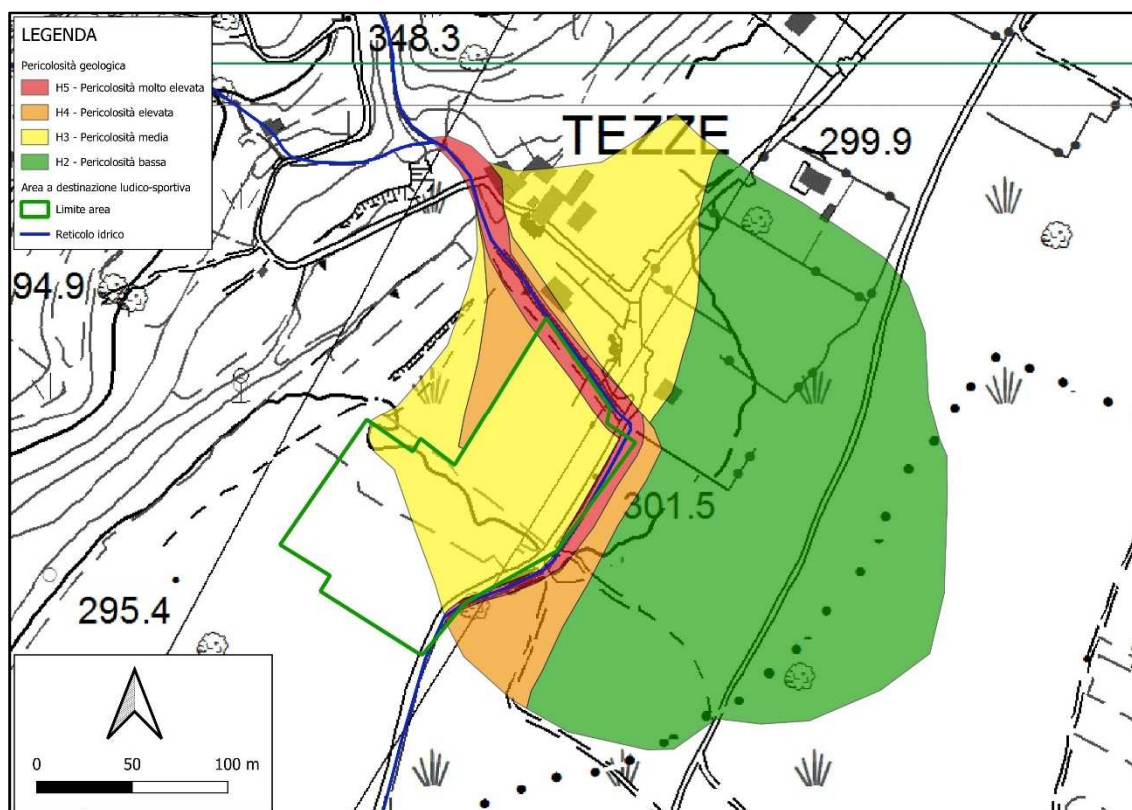 LEGENDA
Pericolosità geologica
H5 - Pericolosità molto elevata
H4 - Pericolosità elevata
H3 - Pericolosità media
H2 - Pericolosità bassa
Area a destinazione ludico-sportiva
Limite area
Reticolo idrico
348.3
TEZZE
299.9
94.9
301.5
295.4
0 50 100 m